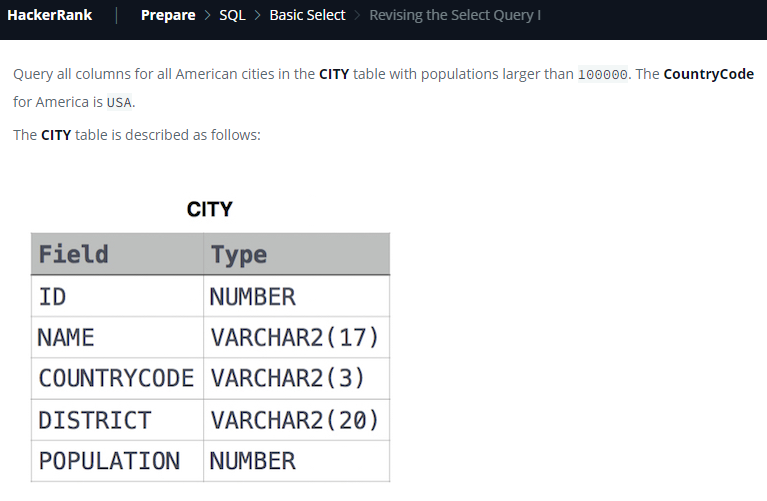 HackerRank | Prepare > SQL > Basic Select > Revising the Select Query I
Query all columns for all American cities in the CITY table with populations larger than 100000. The CountryCode
for America is USA.
The CITY table is described as follows:
CITY
Field Type
ID NUMBER
NAME VARCHAR2(17)
COUNTRYCODE VARCHAR2(3)
DISTRICT VARCHAR2(20)
POPULATION NUMBER